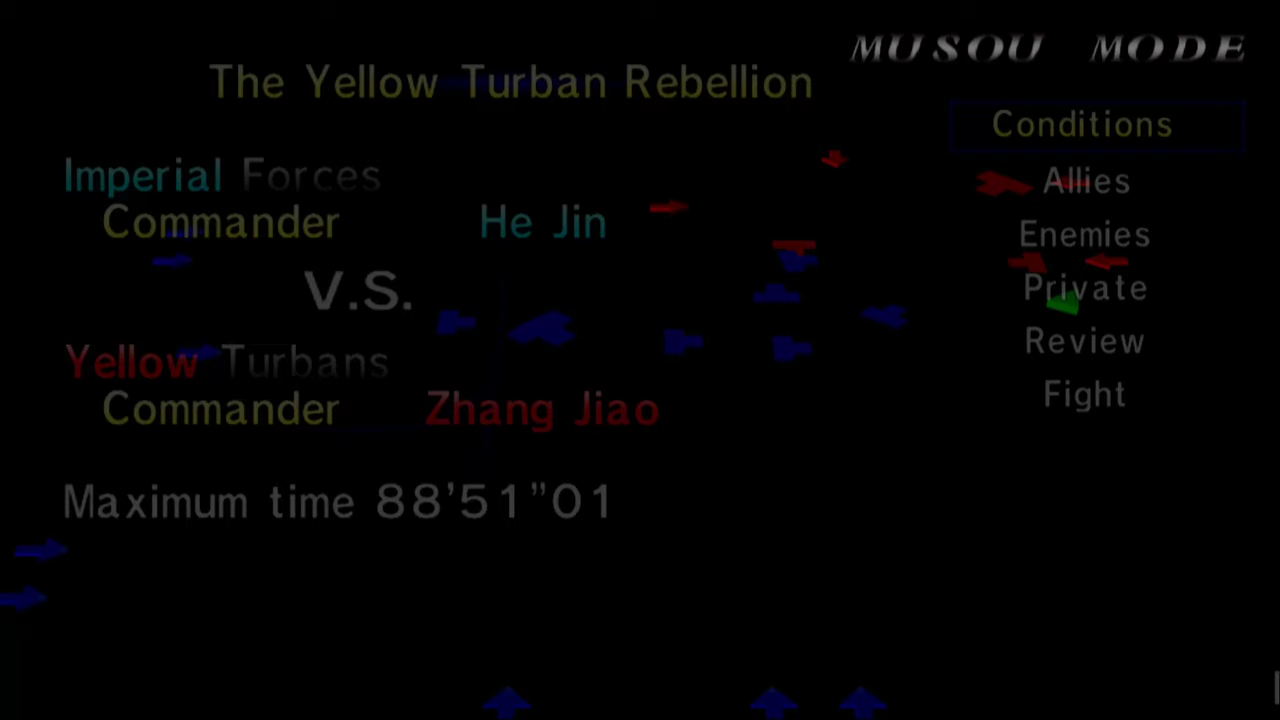 MUSOU MODE
The Yellow Turban Rebellion
Conditions
Imperial Forces
Allies
Commander He Jin
Enemies
V.S.
Private
Yellow Turbans
Review
Commander Zhang Jiao
Fight
Maximum time 88'51"01